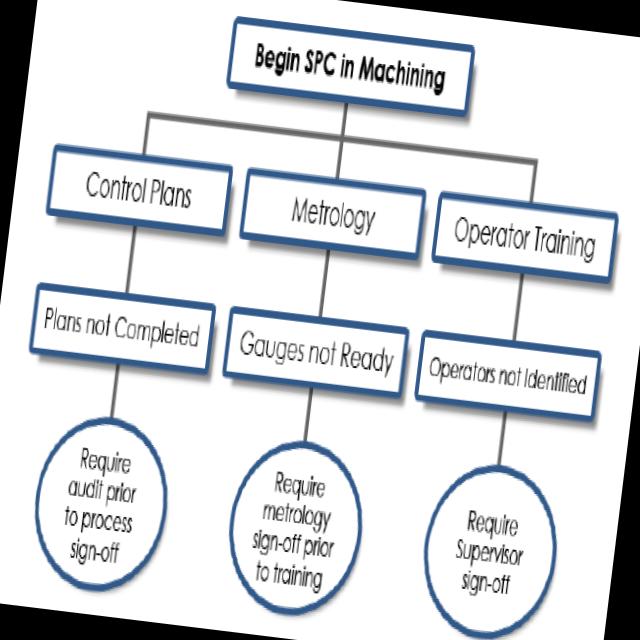 Begin SPC in Machining
Control Plans
Metrology
Operator Training
Plans not Completed
Gauges not Ready
Operators not Identified
Require
audit prior
to process
sign-off
Require
metrology
sign-off prior
to training
Require
Supervisor
sign-off